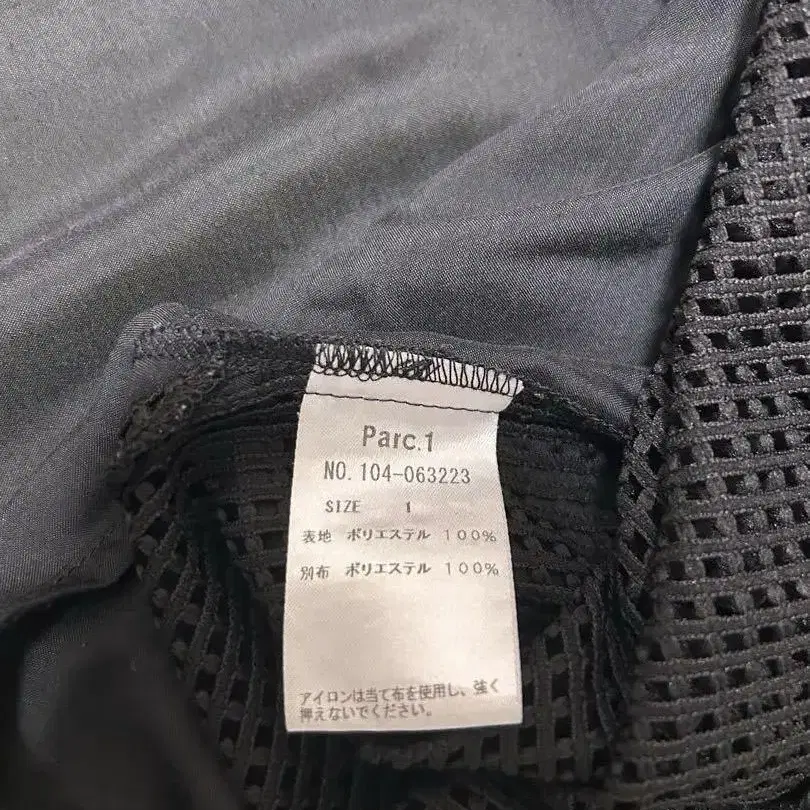 Parc.1
NO. 104-063223
SIZE 1
表地 ポリエステル 100%
別布 ポリエステル 100%
アイロンは当て布を使用し、強く
押えないでください。